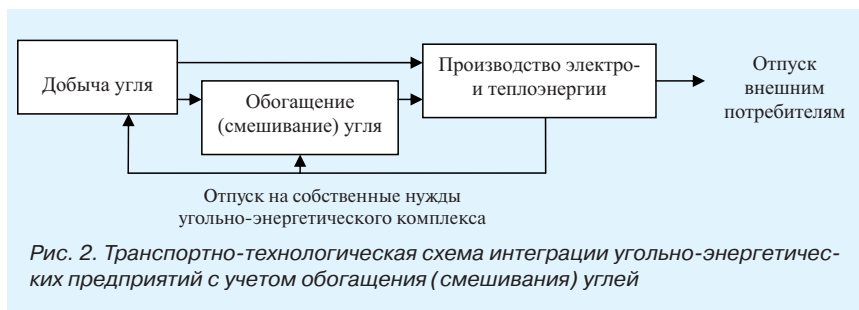 Добыча угля
Обогащение
(смешивание) угля
Производство электро-
и теплоэнергии
Отпуск
внешним
потребителям
Отпуск на собственные нужды
угольно-энергетического комплекса
Рис. 2. Транспортно-технологическая схема интеграции угольно-энергетичес-
ких предприятий с учетом обогащения (смешивания) углей